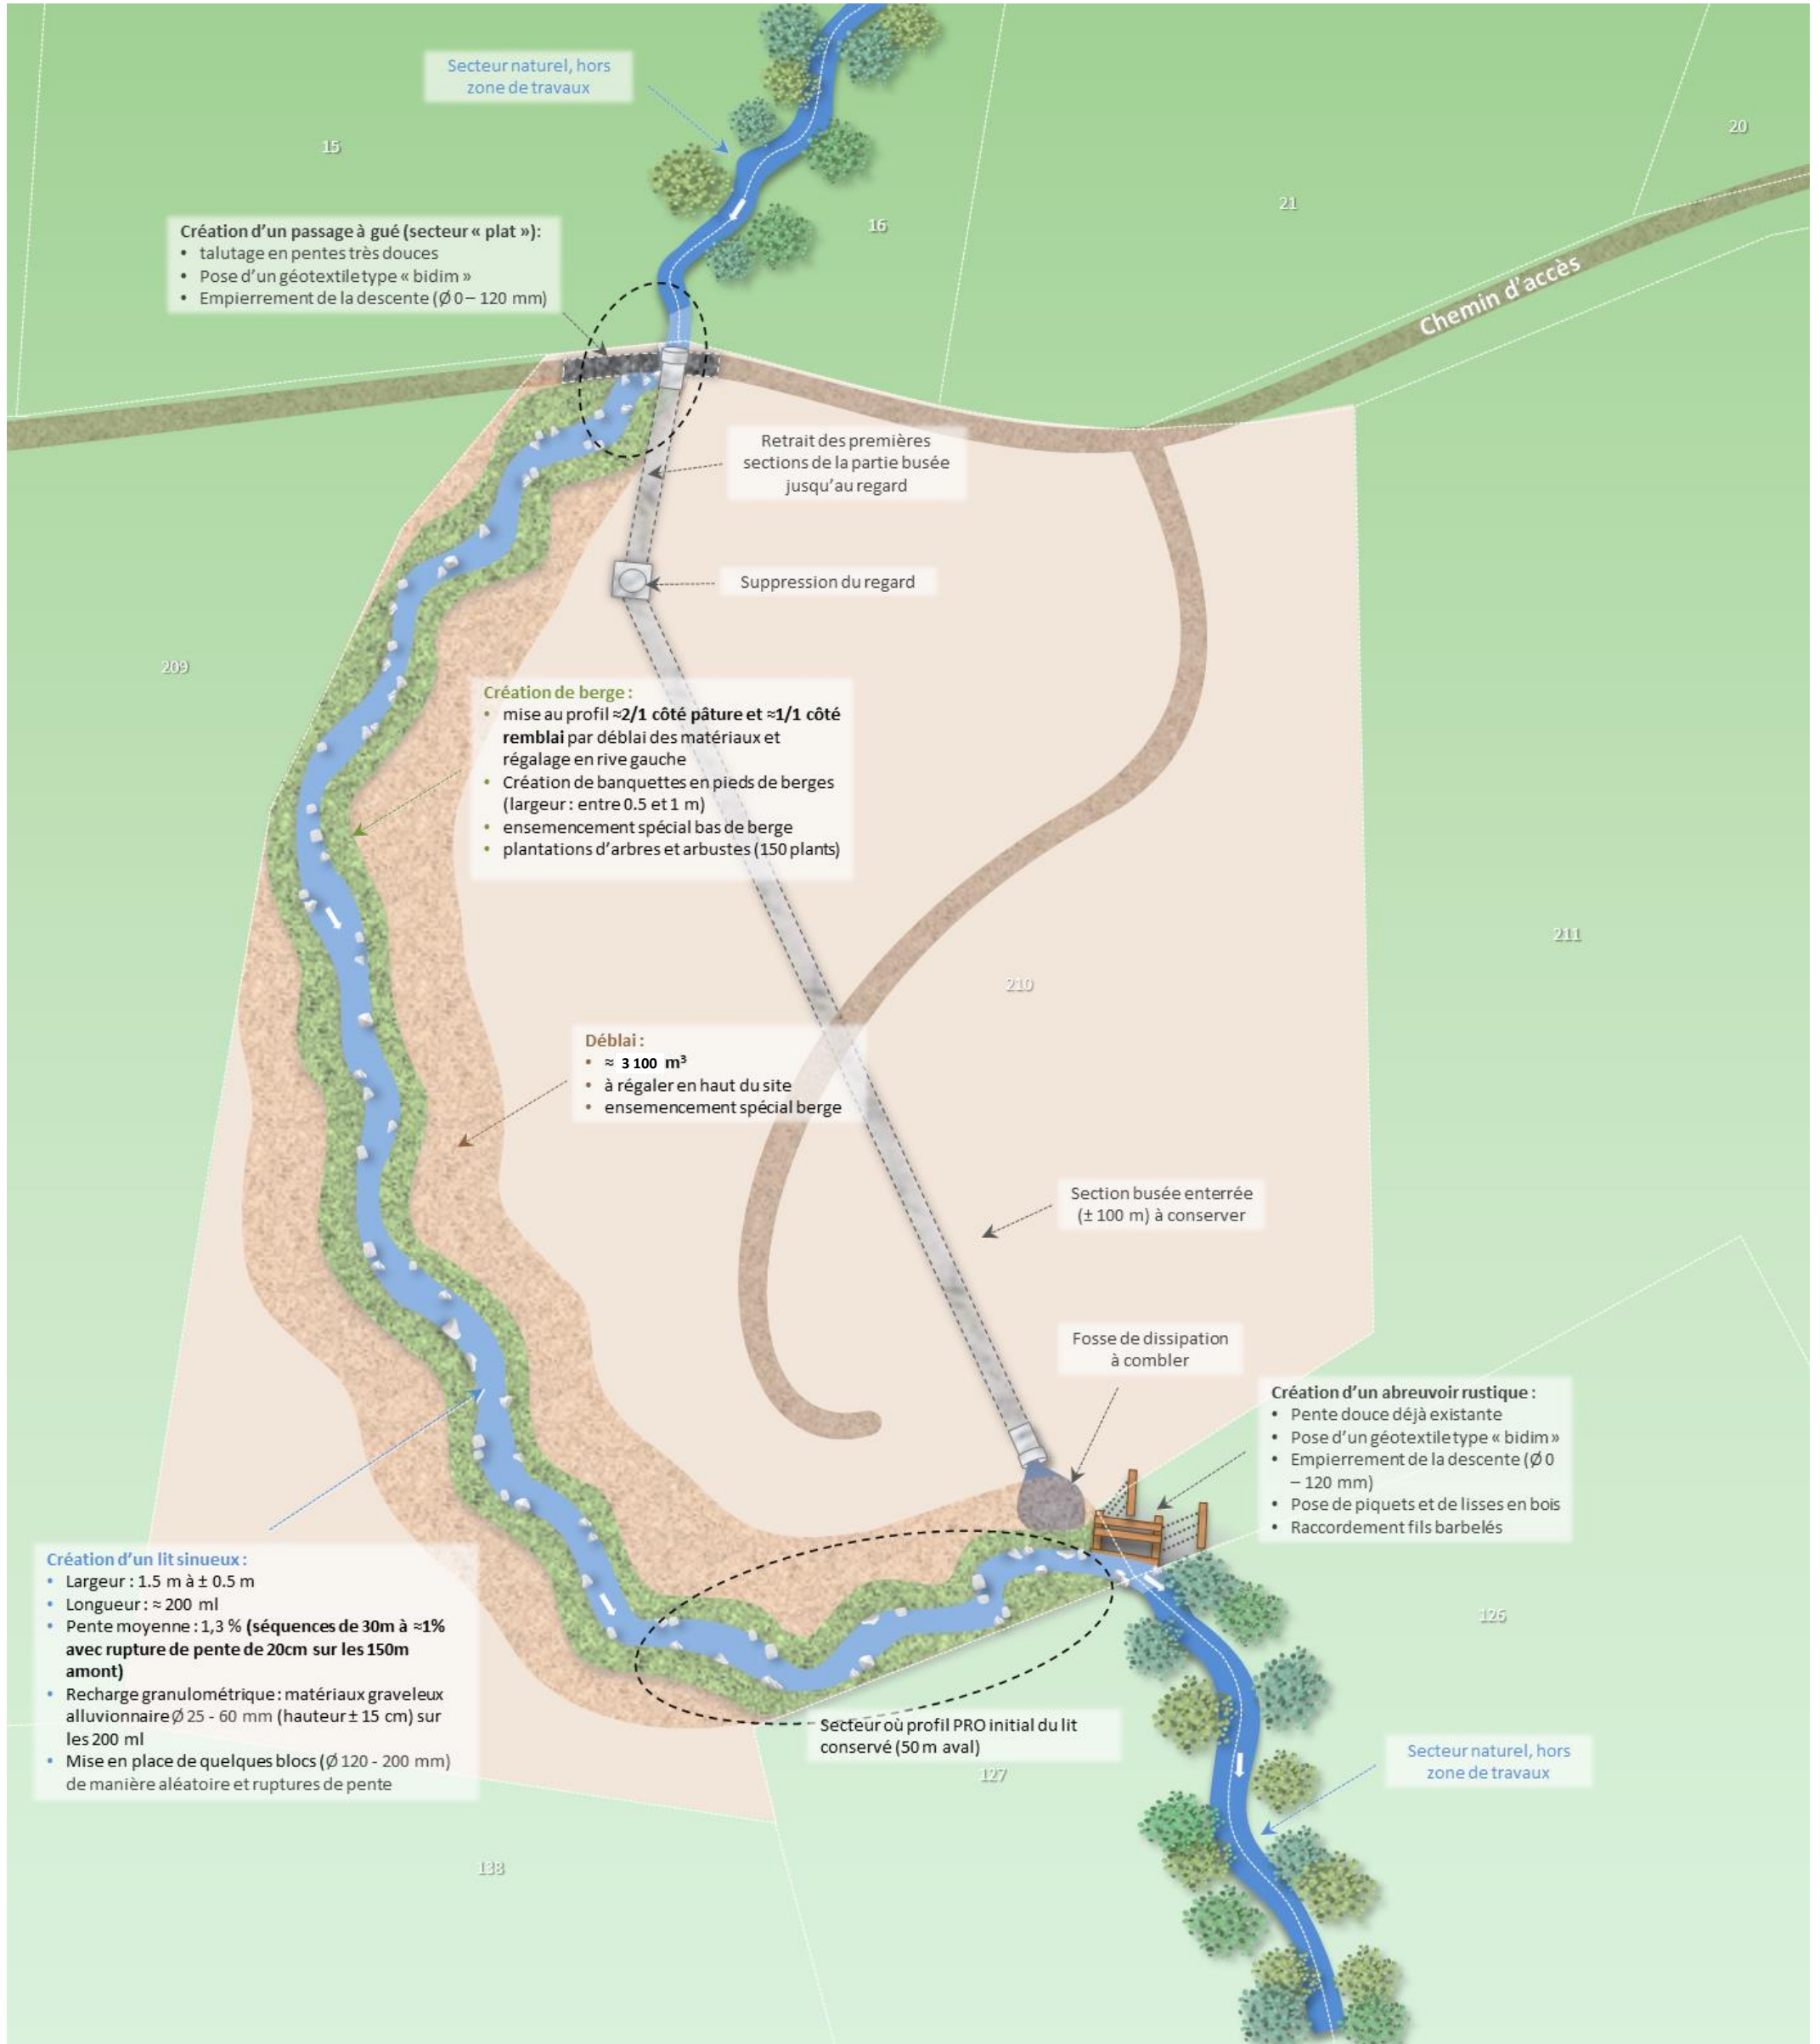 Secteur naturel, hors
zone de travaux
15
20
21
16
Création d'un passage à gué (secteur « plat »):
• talutage en pentes très douces
• Pose d'un géotextile type « bidim »
• Empierrement de la descente (Ø 0 – 120 mm)
Chemin d'accès
Retrait des premières
sections de la partie busée
jusqu'au regard
Suppression du regard
209
Création de berge :
• mise au profil ≈2/1 côté pâture et ≈1/1 côté
remblai par déblai des matériaux et
régalage en rive gauche
• Création de banquettes en pieds de berges
(largeur : entre 0.5 et 1 m)
• ensemencement spécial bas de berge
• plantations d'arbres et arbustes (150 plants)
211
210
Déblai :
• ≈ 3 100 m³
• à régaler en haut du site
• ensemencement spécial berge
Section busée enterrée
(± 100 m) à conserver
Fosse de dissipation
à combler
Création d'un abreuvoir rustique :
• Pente douce déjà existante
• Pose d'un géotextile type « bidim »
• Empierrement de la descente (Ø 0
– 120 mm)
• Pose de piquets et de lisses en bois
• Raccordement fils barbelés
Création d'un lit sinueux :
• Largeur : 1.5 m à ± 0.5 m
• Longueur : ≈ 200 ml
• Pente moyenne : 1,3 % (séquences de 30m à ≈1%
avec rupture de pente de 20cm sur les 150m
amont)
• Recharge granulométrique : matériaux graveleux
alluvionnaire Ø 25 - 60 mm (hauteur ± 15 cm) sur
les 200 ml
• Mise en place de quelques blocs (Ø 120 - 200 mm)
de manière aléatoire et ruptures de pente
126
Secteur où profil PRO initial du lit
conservé (50 m aval)
127
Secteur naturel, hors
zone de travaux
138